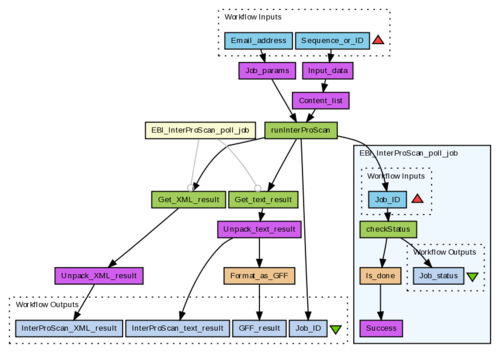 Workflow Inputs
Email_address
Sequence_or_ID
Job_params
Input_data
Content_list
EBI_InterProScan_poll_job
runInterProScan
EBI_InterProScan_poll_job
Workflow Inputs
Job_ID
Get_XML_result
Get_text_result
Unpack_text_result
checkStatus
Workflow Outputs
Unpack_XML_result
Format_as_GFF
Is_done
Job_status
Workflow Outputs
InterProScan_XML_result
InterProScan_text_result
GFF_result
Job_ID
Success